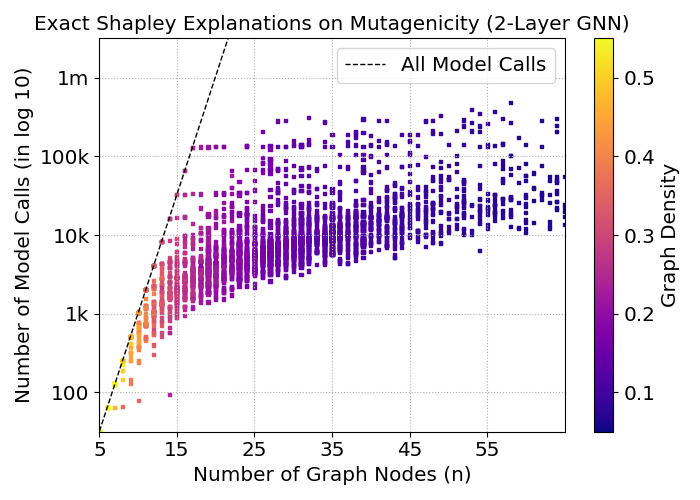 Exact Shapley Explanations on Mutagenicity (2-Layer GNN)
All Model Calls
Number of Model Calls (in log 10)
1m
100k
10k
1k
100
5 15 25 35 45 55
Number of Graph Nodes (n)
0.5
0.4
0.3
0.2
0.1
Graph Density